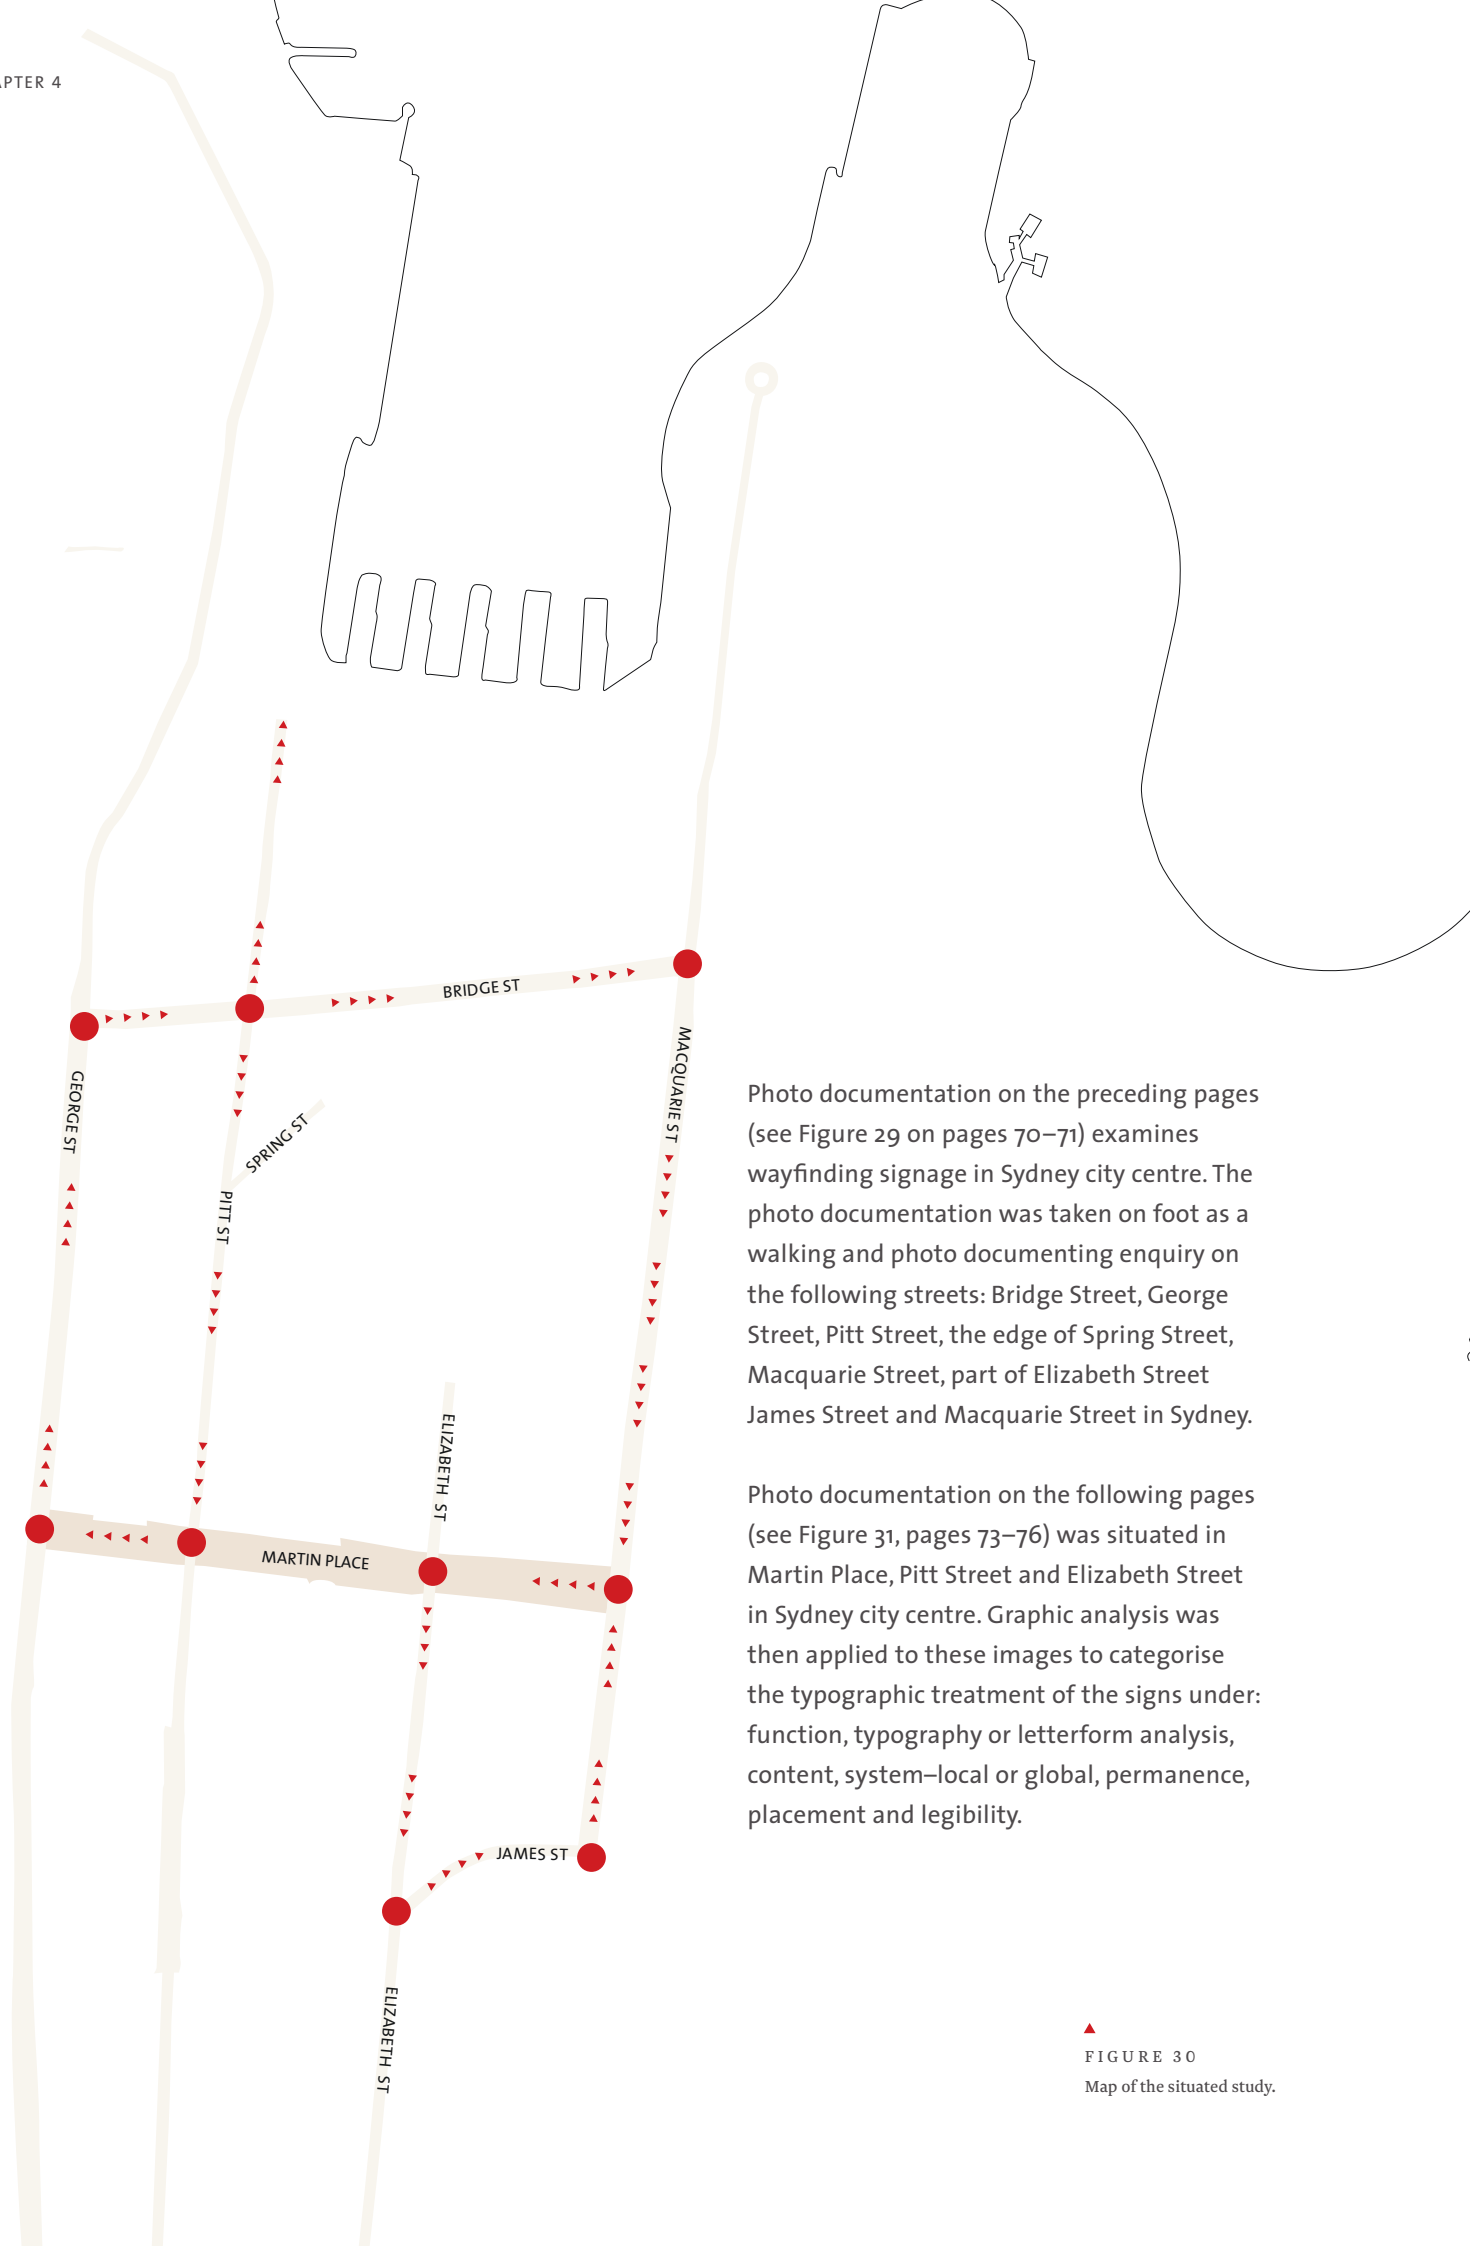 APTER 4
BRIDGE ST
MACQUARIE ST
GEORGE ST
SPRING ST
PITT ST
ELIZABETH ST
MARTIN PLACE
JAMES ST
ELIZABETH ST
Photo documentation on the preceding pages
(see Figure 29 on pages 70–71) examines
wayfinding signage in Sydney city centre. The
photo documentation was taken on foot as a
walking and photo documenting enquiry on
the following streets: Bridge Street, George
Street, Pitt Street, the edge of Spring Street,
Macquarie Street, part of Elizabeth Street
James Street and Macquarie Street in Sydney.
Photo documentation on the following pages
(see Figure 31, pages 73–76) was situated in
Martin Place, Pitt Street and Elizabeth Street
in Sydney city centre. Graphic analysis was
then applied to these images to categorise
the typographic treatment of the signs under:
function, typography or letterform analysis,
content, system–local or global, permanence,
placement and legibility.
FIGURE 30
Map of the situated study.